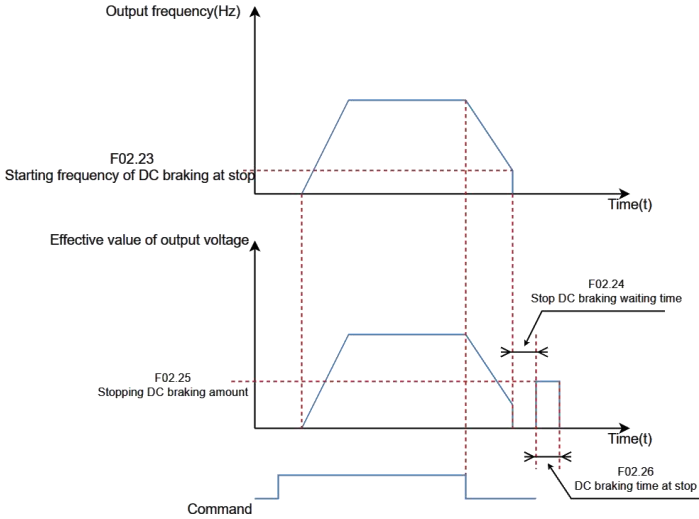 Output frequency(Hz)
F02.23
Starting frequency of DC braking at stop
Time(t)
Effective value of output voltage
F02.24
Stop DC braking waiting time
F02.25
Stopping DC braking amount
Time(t)
F02.26
DC braking time at stop
Command